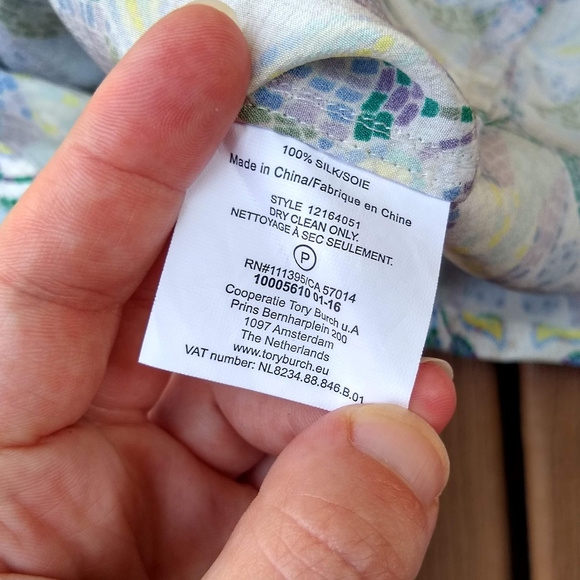 100% SILK/SOIE
Made in China/Fabrique en Chine
STYLE 12164051
DRY CLEAN ONLY.
NETTOYAGE À SEC SEULEMENT.
P
RN#111395/CA 57014
10005610 01-16
Cooperatie Tory Burch u.A
Prins Bernharplein 200
1097 Amsterdam
The Netherlands
www.toryburch.eu
VAT number: NL8234.88.846.B.01